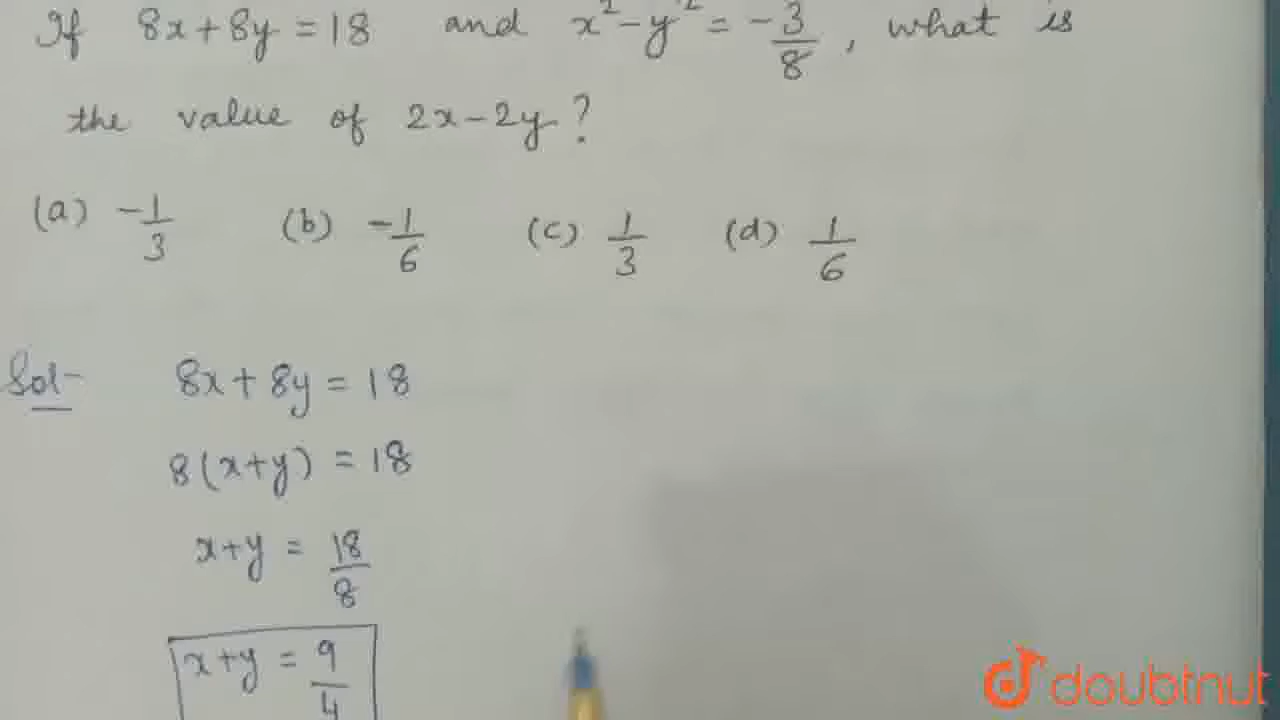 If 8x+8y=18 and x²-y²=-3/8, what is
the value of 2x-2y?
(a) -1/3 (b) -1/6 (c) 1/3 (d) 1/6
Sol- 8x+8y=18
8(x+y)=18
x+y=18/8
x+y=9/4
doubtnut